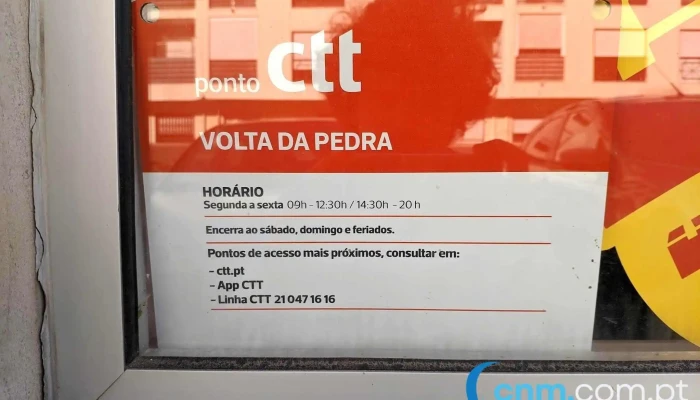 ponto ctt
VOLTA DA PEDRA
HORÁRIO
Segunda a sexta 09h - 12:30h / 14:30h - 20 h
Encerra ao sábado, domingo e feriados.
Pontos de acesso mais próximos, consultar em:
- ctt.pt
- App CTT
- Linha CTT 21 047 16 16
cnm.com.pt